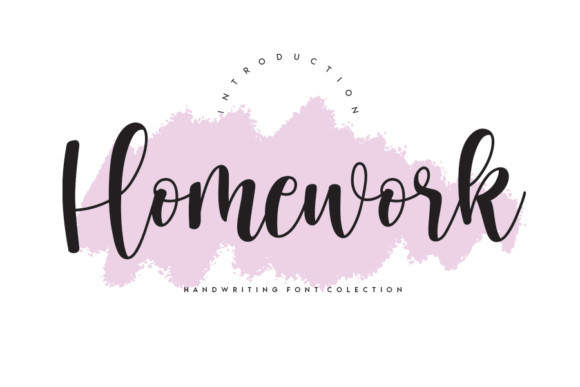 INTRODUCTION
Homework
HANDWRITING FONT COLECTION